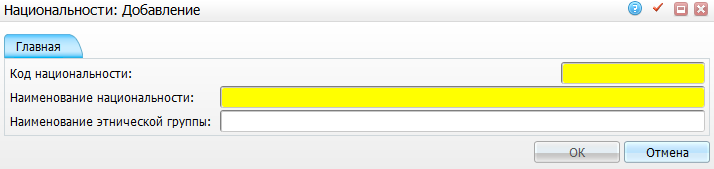 Национальности: Добавление
Главная
Код национальности:
Наименование национальности:
Наименование этнической группы:
ОК Отмена